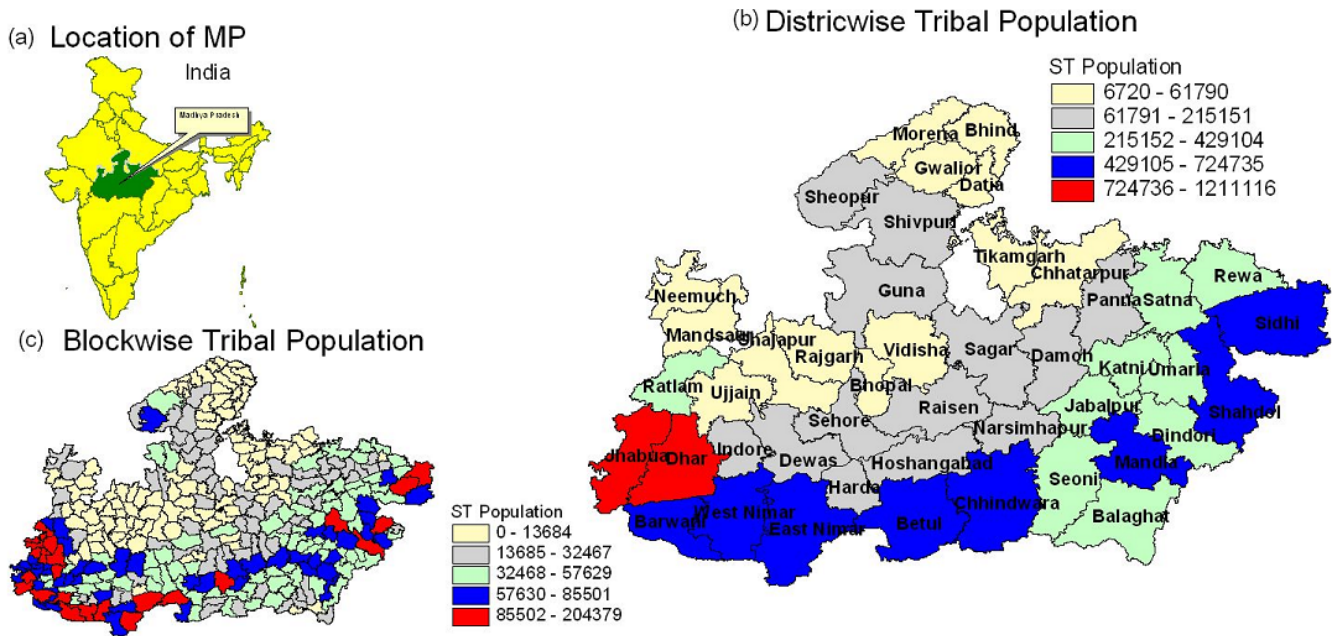 (a) Location of MP
India
Madhya Pradesh
(b) Districwise Tribal Population
ST Population
6720 - 61790
61791 - 215151
215152 - 429104
429105 - 724735
724736 - 1211116
Morena
Bhind
Gwalior
Datia
Sheopur
Shivpuri
Tikamgarh
Chhatarpur
Rewa
Neemuch
Guna
Panna
Satna
Sidhi
Mandsaur
Shajapur
Rajgarh
Vidisha
Sagar
Damoh
Katni
Umaria
Ratlam
Ujjain
Bhopal
Jabalpur
Shahdol
Sehore
Raisen
Narsimhapur
Dindori
Jhabua
Dhar
Indore
Dewas
Hoshangabad
Mandla
Harda
Seoni
Barwani
West Nimar
East Nimar
Betul
Chhindwara
Balaghat
(c) Blockwise Tribal Population
ST Population
0 - 13684
13685 - 32467
32468 - 57629
57630 - 85501
85502 - 204379